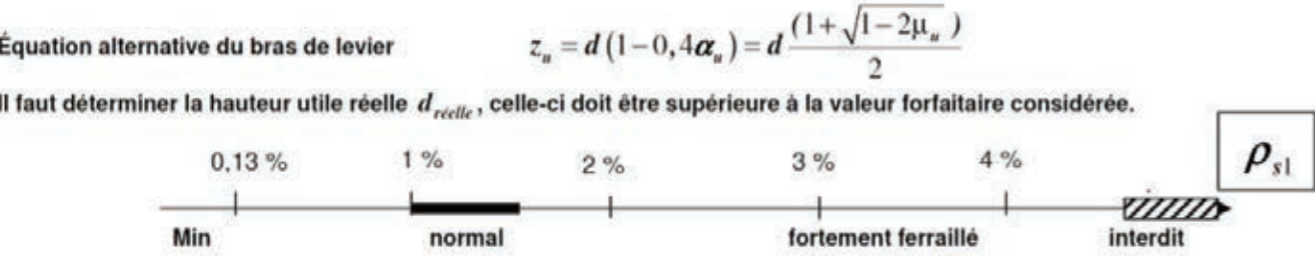 Équation alternative du bras de levier z_u = d(1−0,4α_u) = d (1+√(1−2μ_u))/2
Il faut déterminer la hauteur utile réelle d_réelle, celle-ci doit être supérieure à la valeur forfaitaire considérée.
0,13 % 1 % 2 % 3 % 4 % ρ_s1
Min normal fortement ferraillé interdit